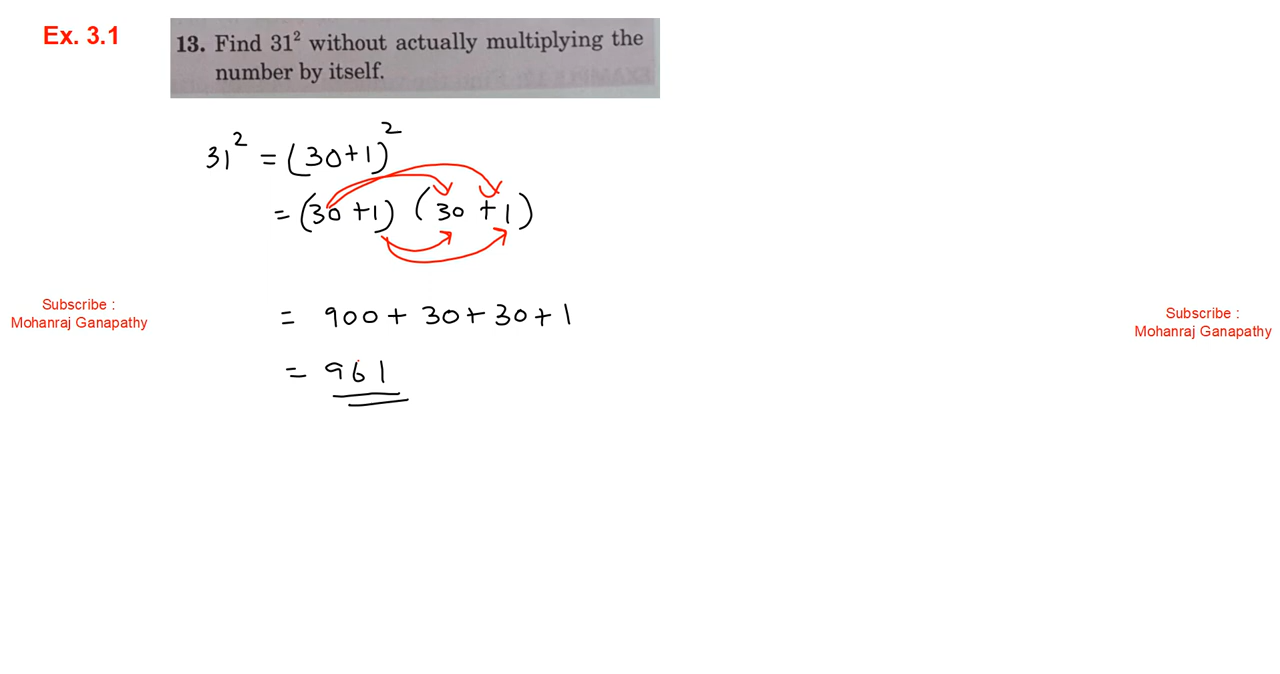 Ex. 3.1
13. Find 31² without actually multiplying the
number by itself.
31² = (30+1)²
= (30 +1) (30 +1)
= 900 + 30 + 30 + 1
= 961
Subscribe :
Mohanraj Ganapathy
Subscribe :
Mohanraj Ganapathy